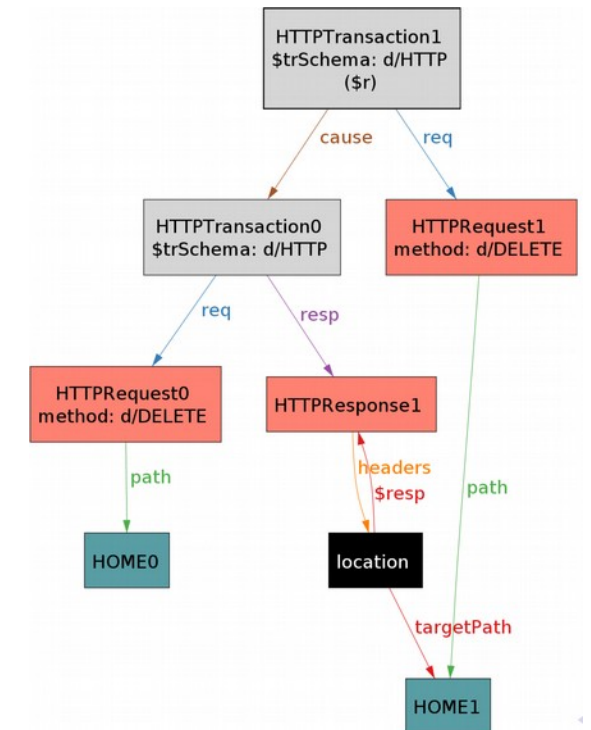 HTTPTransaction1
$trSchema: d/HTTP
($r)
cause
req
HTTPTransaction0
$trSchema: d/HTTP
HTTPRequest1
method: d/DELETE
req
resp
HTTPRequest0
method: d/DELETE
HTTPResponse1
path
headers
$resp
path
HOME0
location
targetPath
HOME1